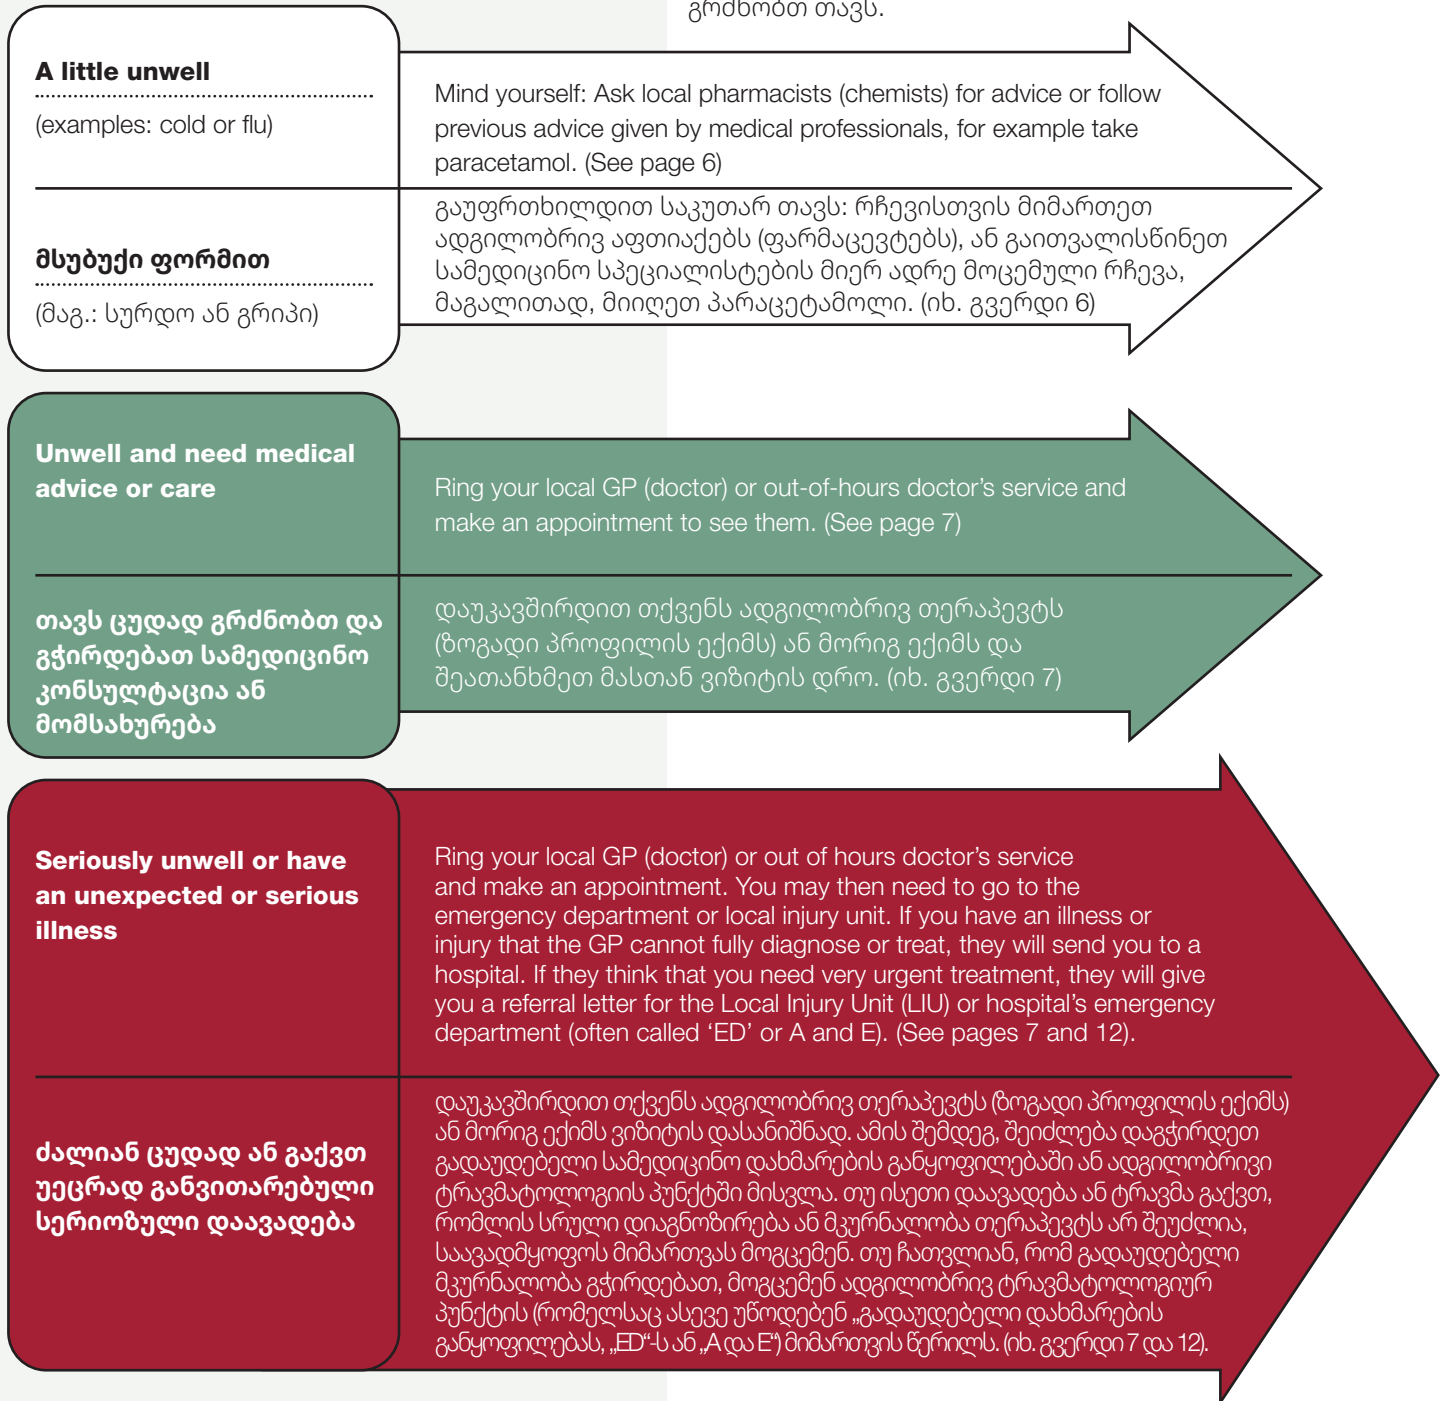 გრძნობთ თავს.
A little unwell
(examples: cold or flu)
Mind yourself: Ask local pharmacists (chemists) for advice or follow
previous advice given by medical professionals, for example take
paracetamol. (See page 6)
მსუბუქი ფორმით
(მაგ.: სურდო ან გრიპი)
გაუფრთხილდით საკუთარ თავს: რჩევისთვის მიმართეთ
ადგილობრივ აფთიაქებს (ფარმაცევტებს), ან გაითვალისწინეთ
სამედიცინო სპეციალისტების მიერ ადრე მოცემული რჩევა,
მაგალითად, მიიღეთ პარაცეტამოლი. (იხ. გვერდი 6)
Unwell and need medical
advice or care
Ring your local GP (doctor) or out-of-hours doctor’s service and
make an appointment to see them. (See page 7)
თავს ცუდად გრძნობთ და
გჭირდებათ სამედიცინო
კონსულტაცია ან
მომსახურება
დაუკავშირდით თქვენს ადგილობრივ თერაპევტს
(ზოგადი პროფილის ექიმს) ან მორიგ ექიმს და
შეათანხმეთ მასთან ვიზიტის დრო. (იხ. გვერდი 7)
Seriously unwell or have
an unexpected or serious
illness
Ring your local GP (doctor) or out of hours doctor’s service
and make an appointment. You may then need to go to the
emergency department or local injury unit. If you have an illness or
injury that the GP cannot fully diagnose or treat, they will send you to a
hospital. If they think that you need very urgent treatment, they will give
you a referral letter for the Local Injury Unit (LIU) or hospital’s emergency
department (often called ‘ED’ or A and E). (See pages 7 and 12).
ძალიან ცუდად ან გაქვთ
უეცრად განვითარებული
სერიოზული დაავადება
დაუკავშირდით თქვენს ადგილობრივ თერაპევტს (ზოგადი პროფილის ექიმს)
ან მორიგ ექიმს ვიზიტის დასანიშნად. ამის შემდეგ, შეიძლება დაგჭირდეთ
გადაუდებელი სამედიცინო დახმარების განყოფილებაში ან ადგილობრივი
ტრავმატოლოგიის პუნქტში მისვლა. თუ ისეთი დაავადება ან ტრავმა გაქვთ,
რომლის სრული დიაგნოზირება ან მკურნალობა თერაპევტს არ შეუძლია,
საავადმყოფოს მიმართვას მოგცემენ. თუ ჩათვლიან, რომ გადაუდებელი
მკურნალობა გჭირდებათ, მოგცემენ ადგილობრივ ტრავმატოლოგიურ
პუნქტის (რომელსაც ასევე უწოდებენ „გადაუდებელი დახმარების
განყოფილებას, „ED“-ს ან „A და E“) მიმართვის წერილს. (იხ. გვერდი 7 და 12).